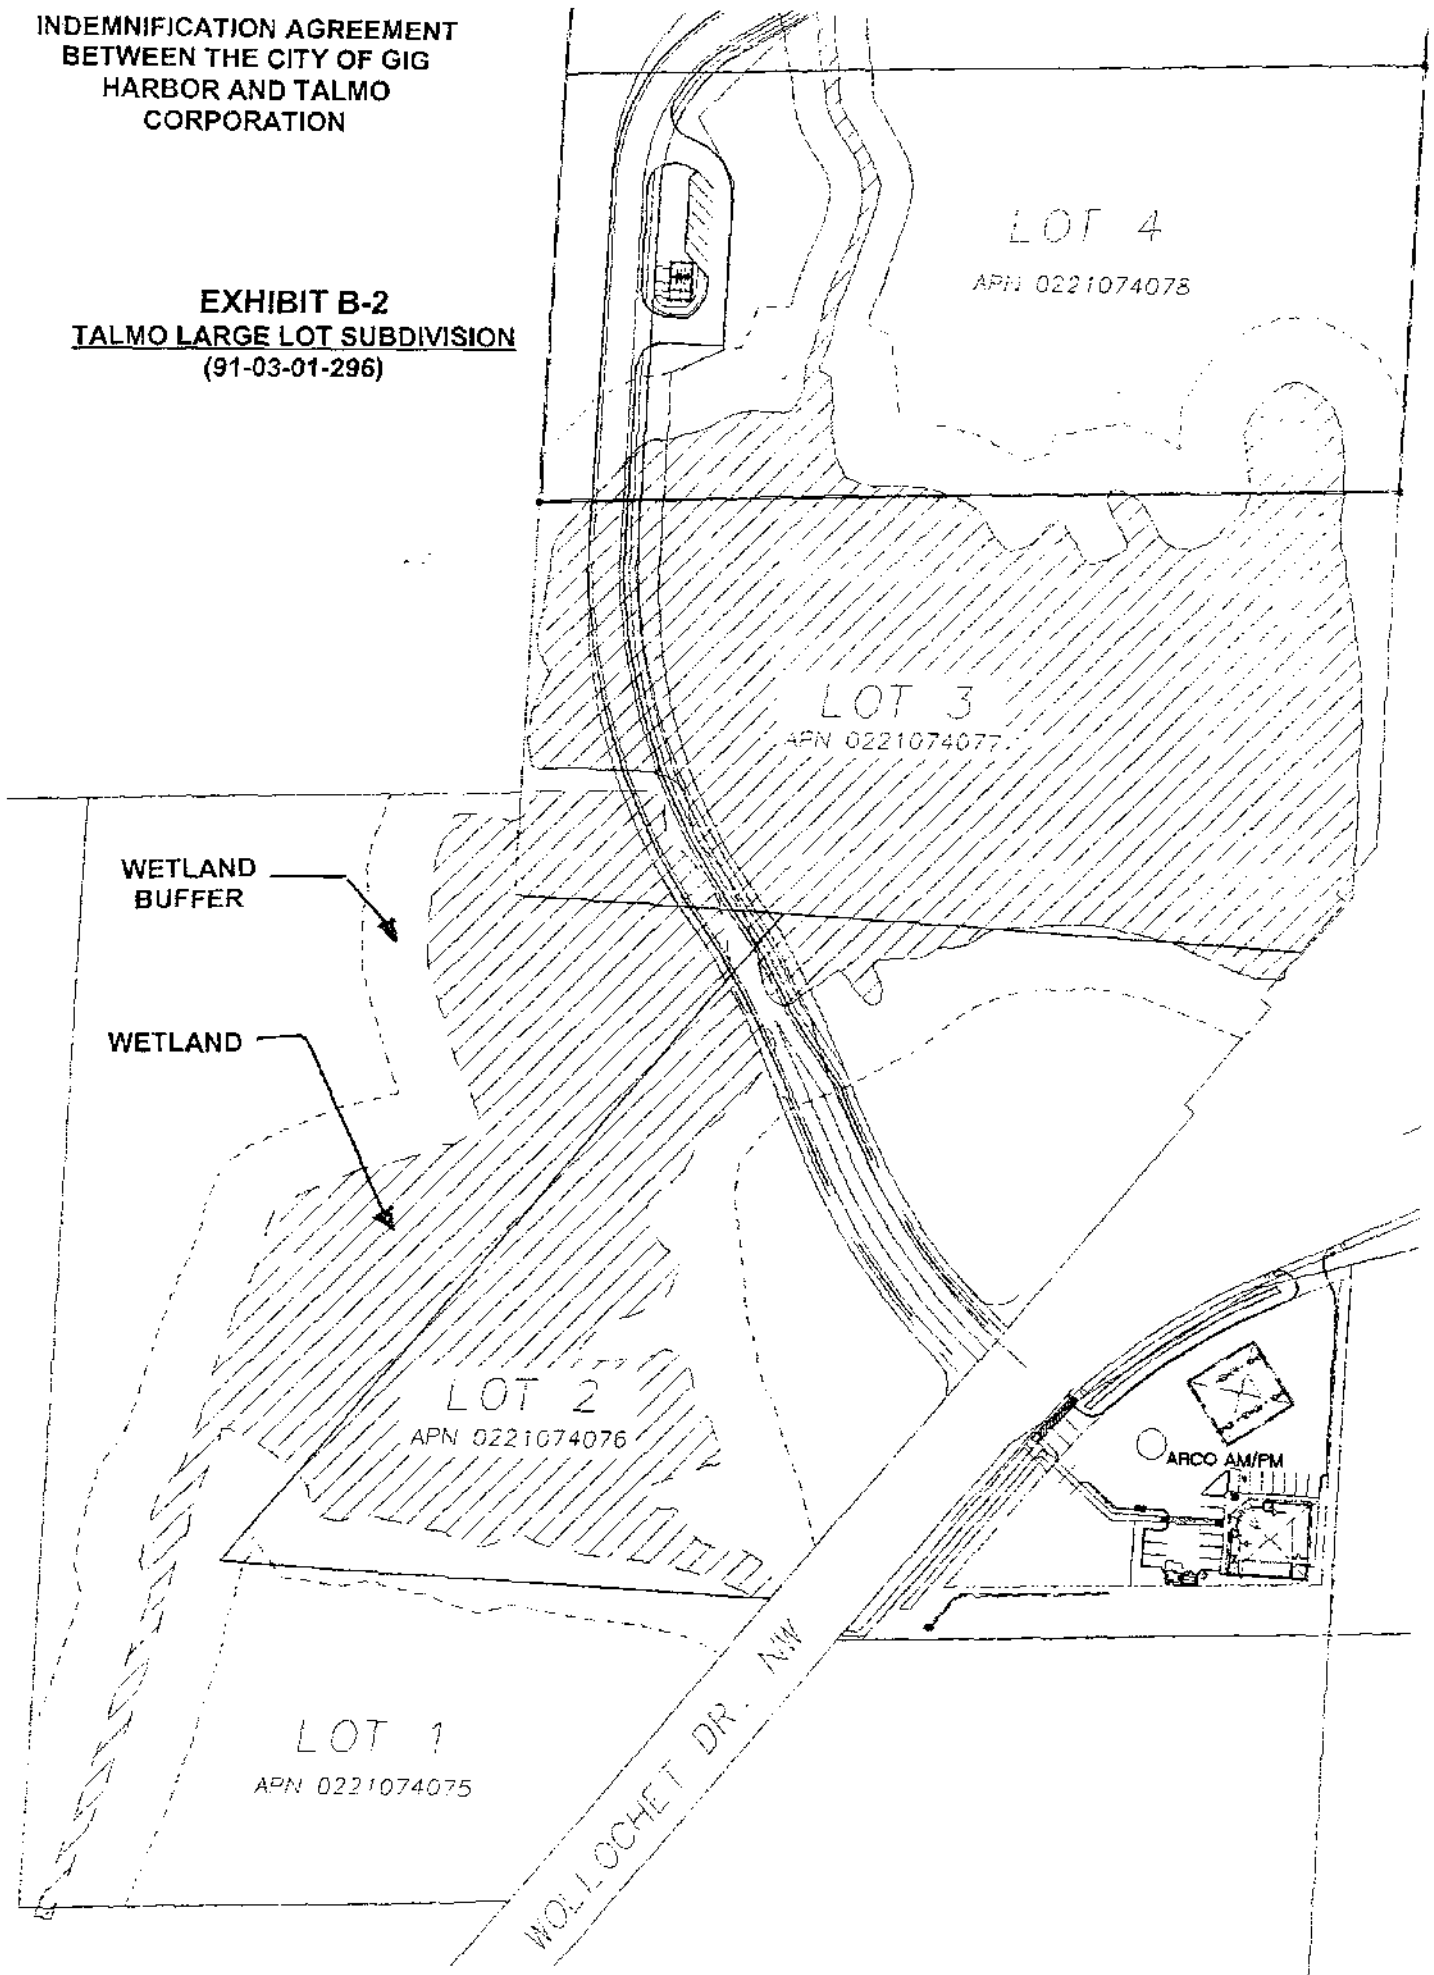 INDEMNIFICATION AGREEMENT
BETWEEN THE CITY OF GIG
HARBOR AND TALMO
CORPORATION
EXHIBIT B-2
TALMO LARGE LOT SUBDIVISION
(91-03-01-296)
LOT 4
APN 0221074078
LOT 3
APN 0221074077
WETLAND
BUFFER
WETLAND
LOT 2
APN 0221074076
ARCO AM/PM
LOT 1
APN 0221074075
WOLLOCHET DR. NW